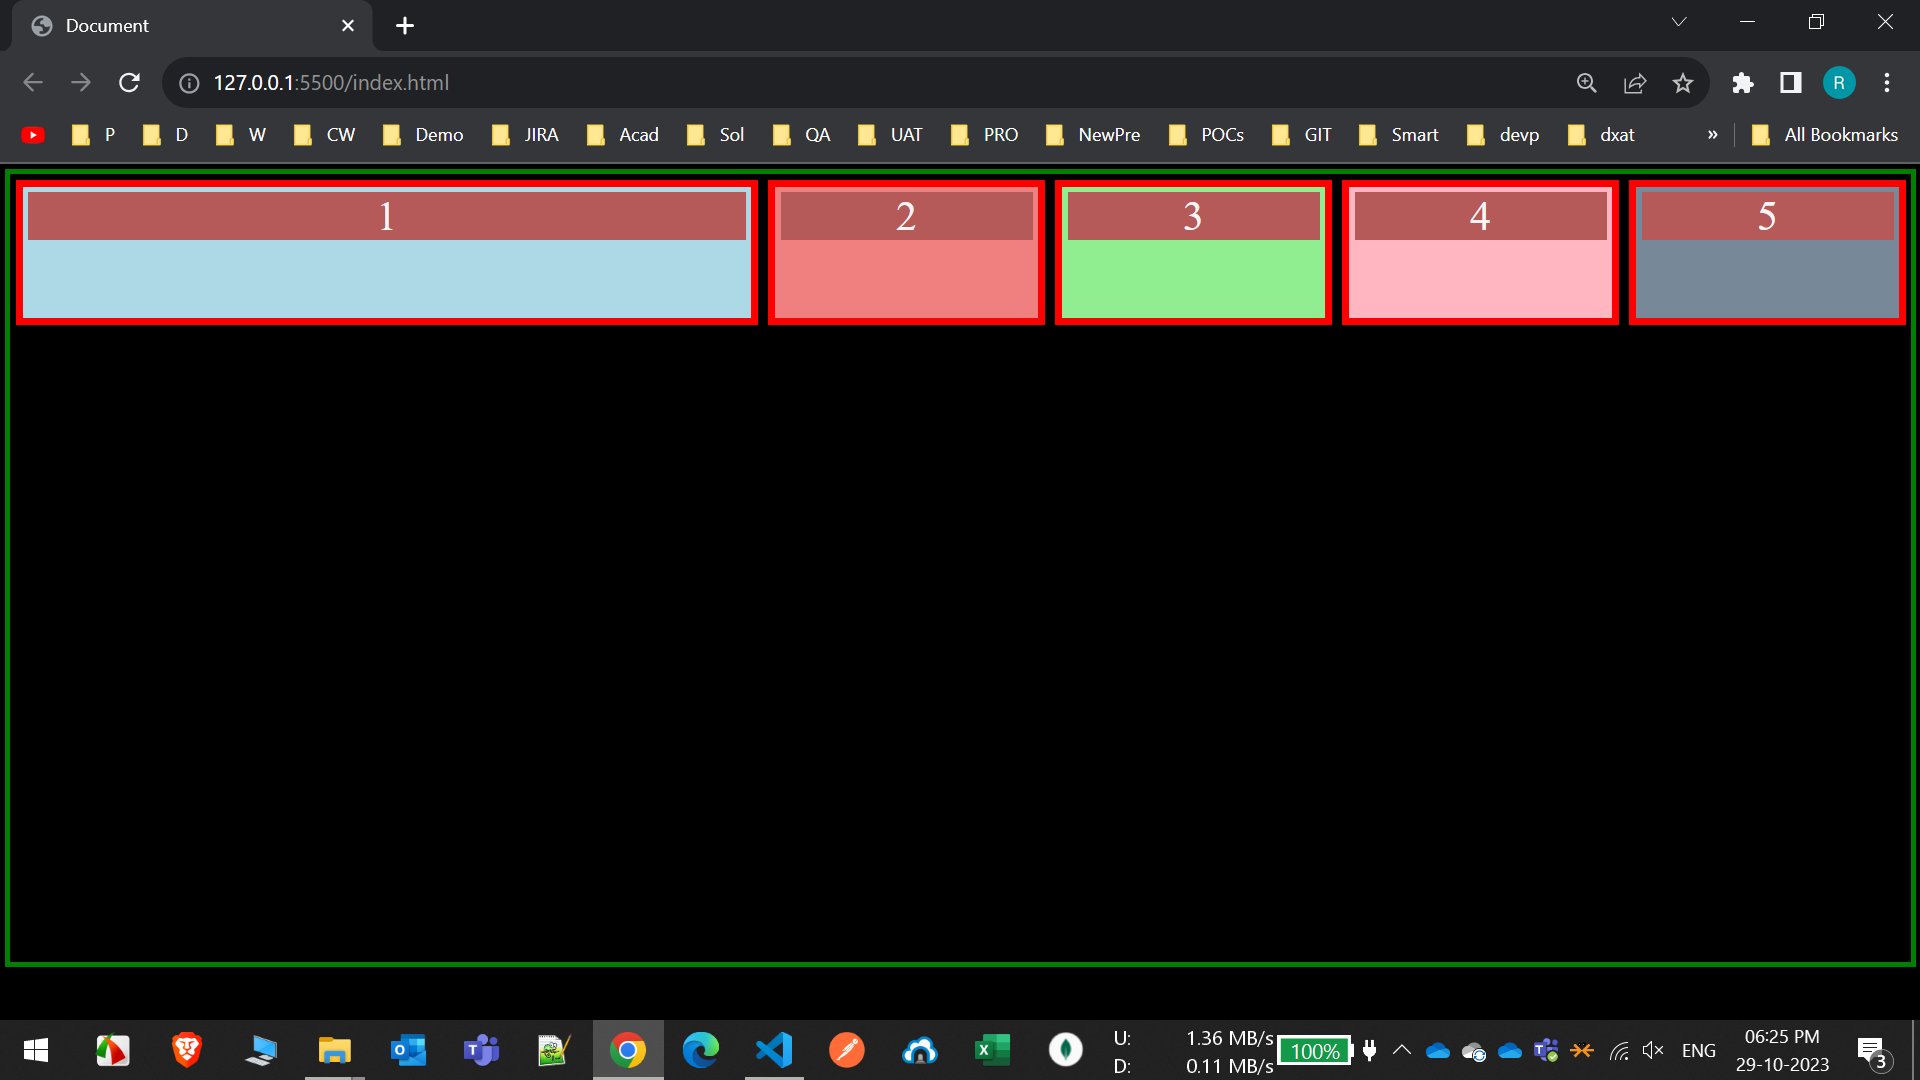 Document
127.0.0.1:5500/index.html
R
P D W CW Demo JIRA Acad Sol QA UAT PRO NewPre POCs GIT Smart devp dxat » All Bookmarks
1 2 3 4 5
U: 1.36 MB/s
D: 0.11 MB/s
100%
ENG
06:25 PM
29-10-2023
3